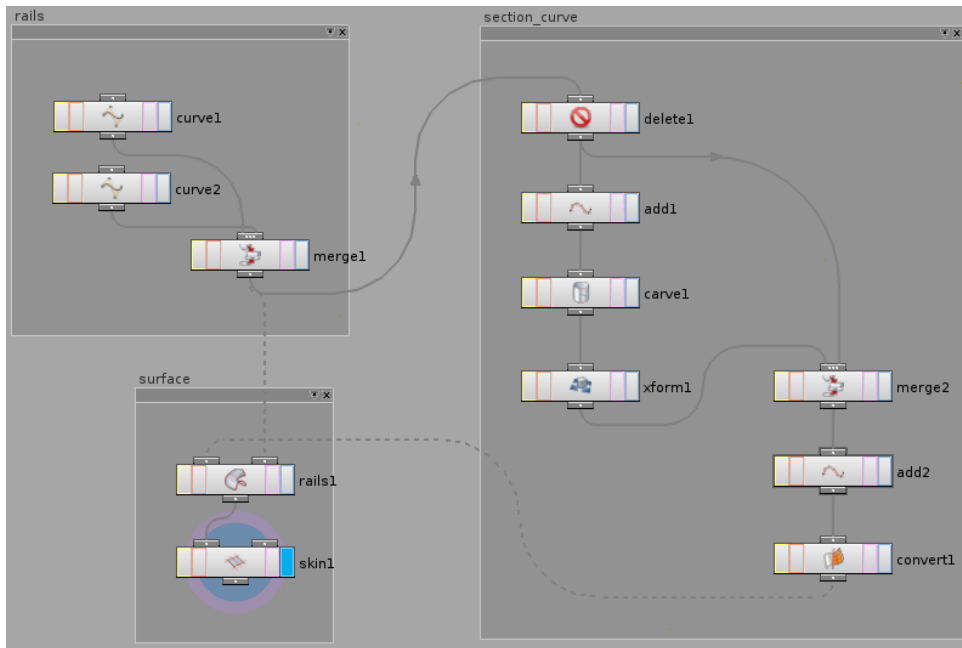 rails
curve1
curve2
merge1
section_curve
delete1
add1
carve1
xform1
merge2
add2
convert1
surface
rails1
skin1